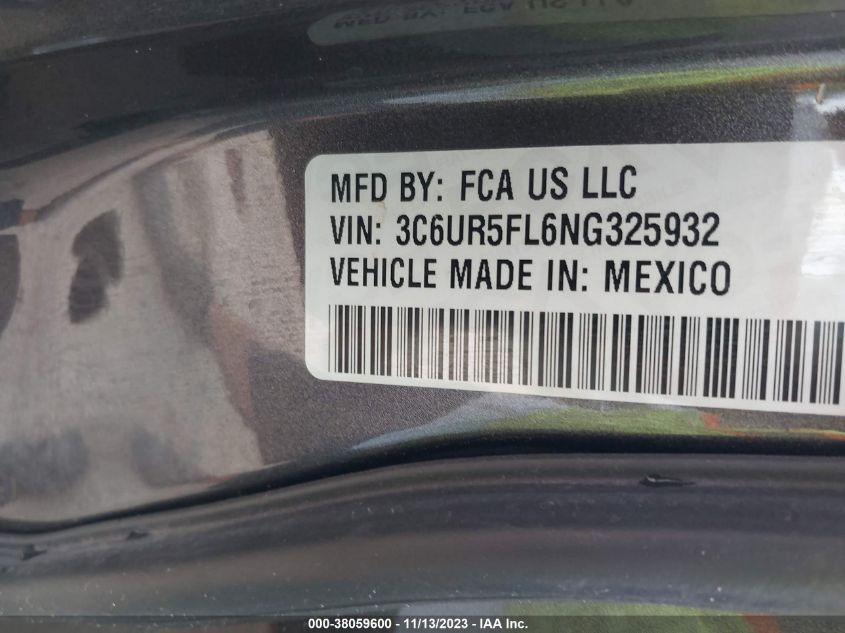 MFD BY: FCA US LLC
VIN: 3C6UR5FL6NG325932
VEHICLE MADE IN: MEXICO
000-38059600 - 11/13/2023 - IAA Inc.